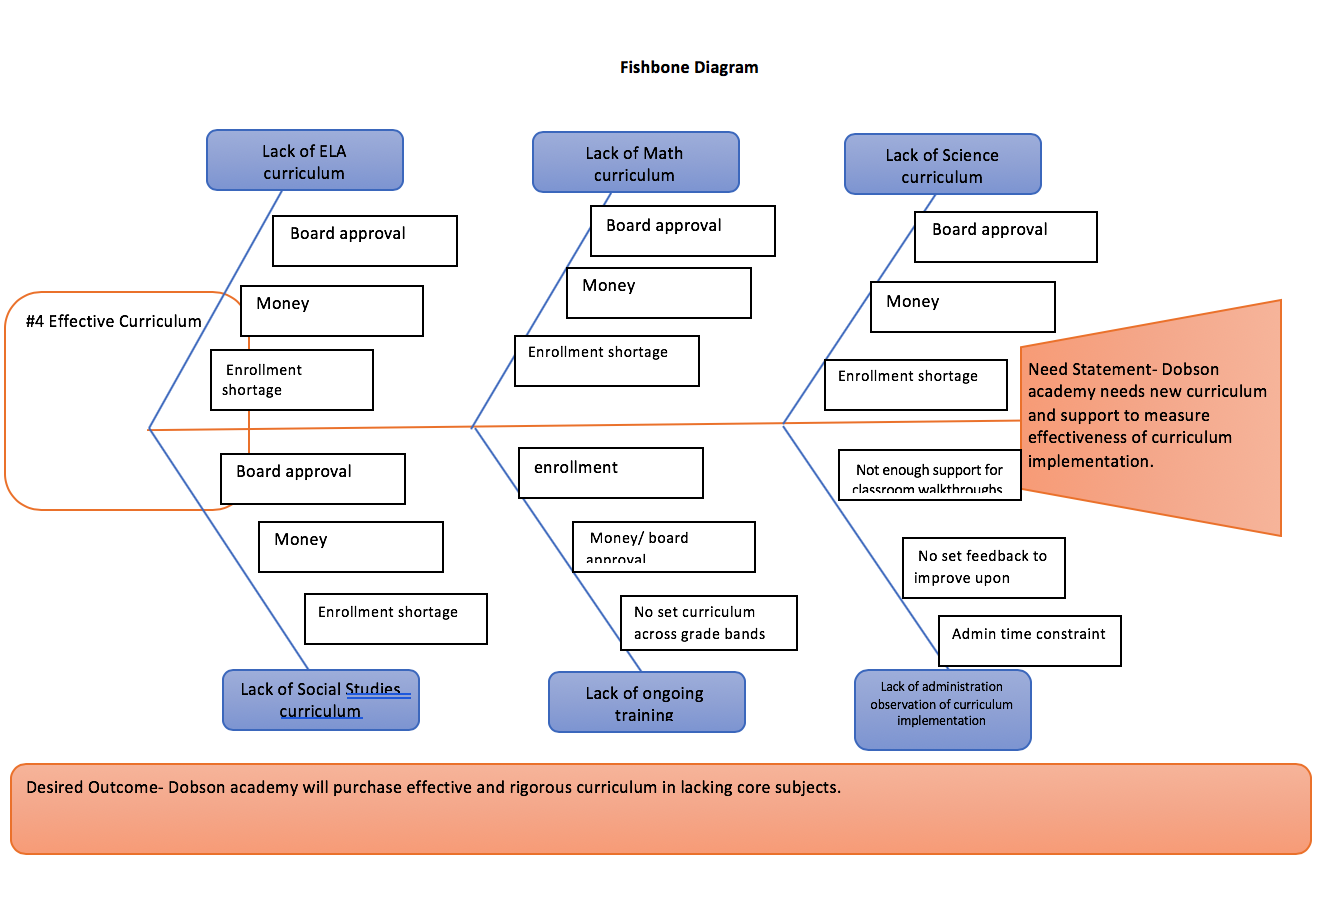 Fishbone Diagram
Lack of ELA
curriculum
Lack of Math
curriculum
Lack of Science
curriculum
Board approval
Money
Enrollment
shortage
Board approval
Money
Enrollment shortage
Board approval
Money
Enrollment shortage
#4 Effective Curriculum
Need Statement- Dobson
academy needs new curriculum
and support to measure
effectiveness of curriculum
implementation.
Board approval
Money
Enrollment shortage
enrollment
Money/ board
approval
No set curriculum
across grade bands
Not enough support for
classroom walkthroughs
No set feedback to
improve upon
Admin time constraint
Lack of Social Studies
curriculum
Lack of ongoing
training
Lack of administration
observation of curriculum
implementation
Desired Outcome- Dobson academy will purchase effective and rigorous curriculum in lacking core subjects.